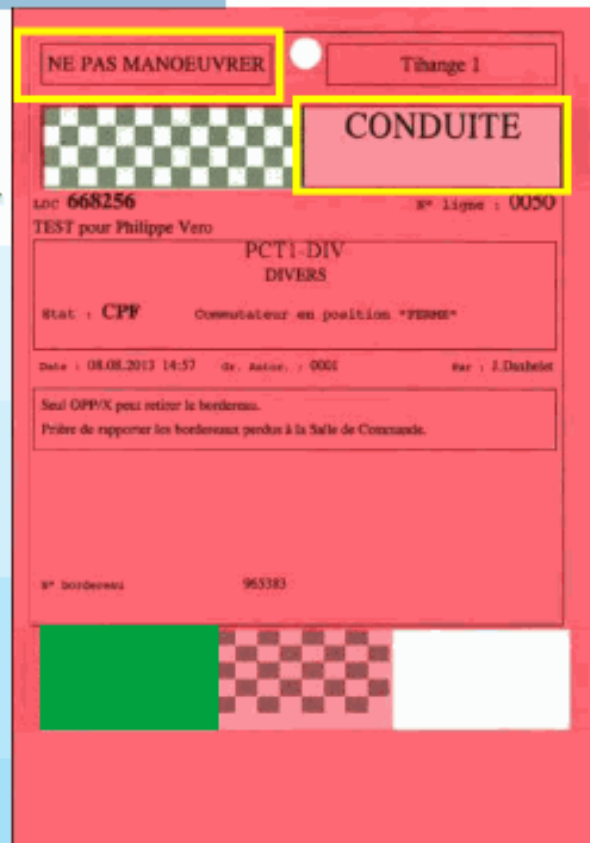 NE PAS MANOEUVRER
Tihange 1
CONDUITE
LOC 668256
N° ligne : 0050
TEST pour Philippe Vero
PCT1-DIV
DIVERS
Etat : CPF Commutateur en position "FERME"
Date : 08.08.2013 14:57 Gr. Autor. : 0001 Par :
Seul OPP/X peut retirer le bordereau.
Prière de rapporter les bordereaux perdus à la Salle de Commande.
N° bordereau 965383